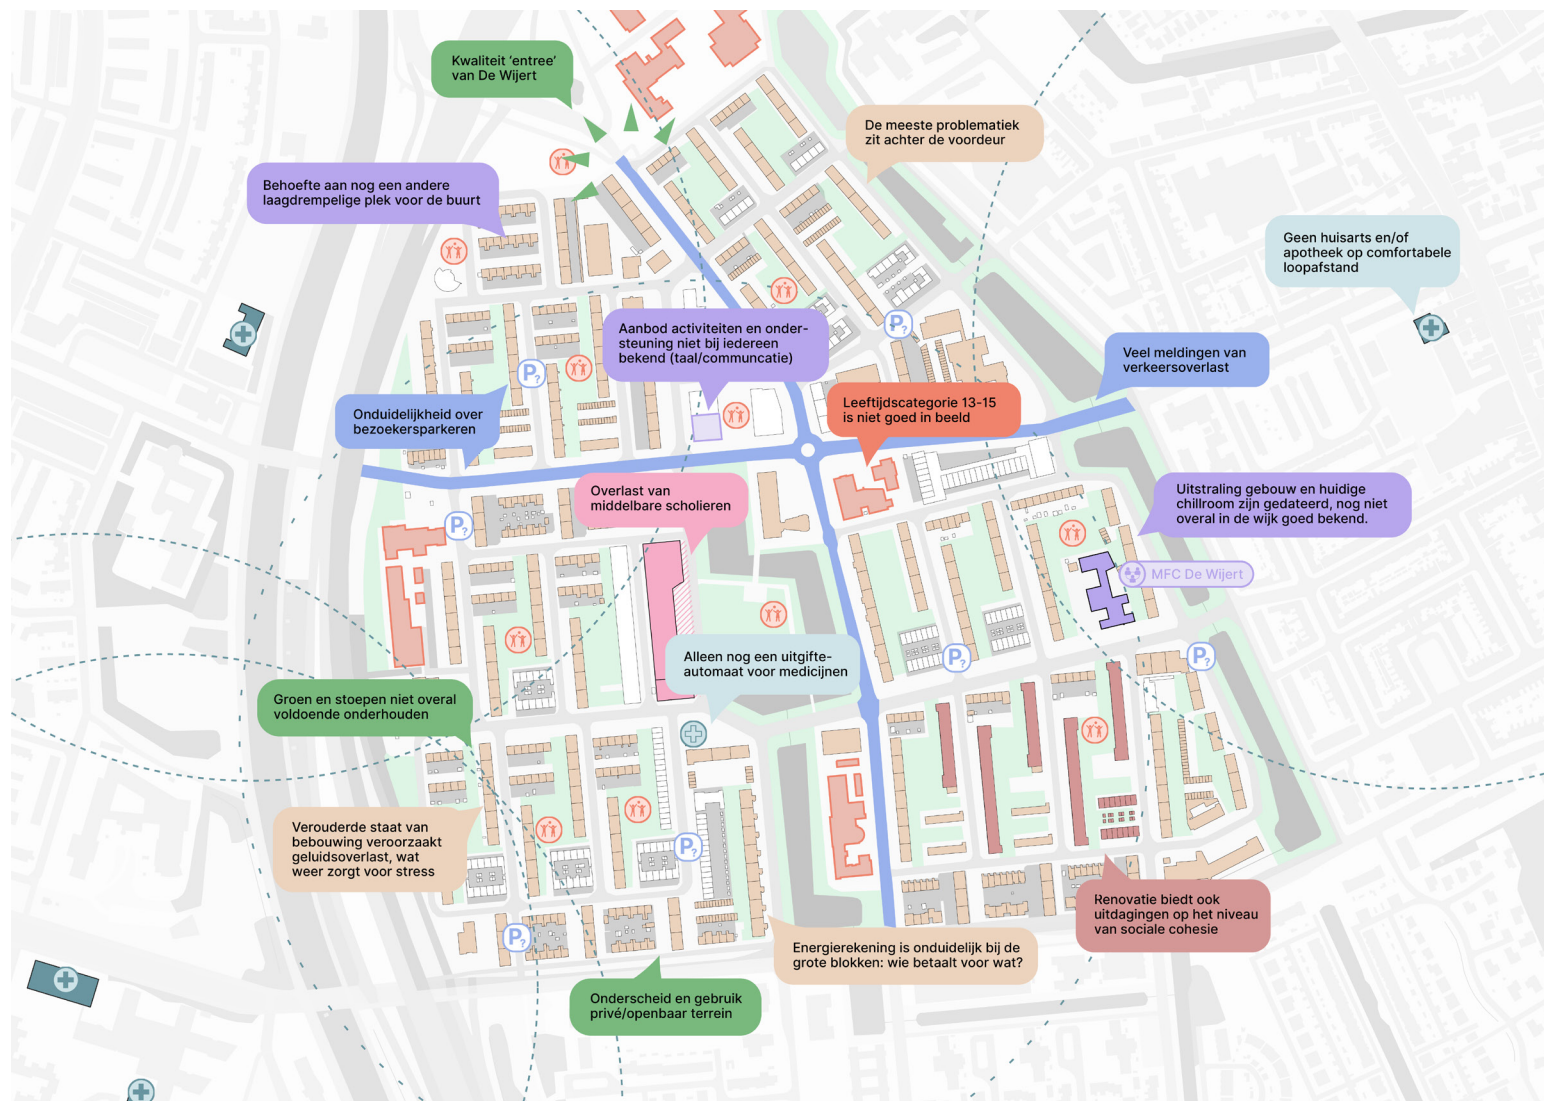 Kwaliteit ‘entree’
van De Wijert
De meeste problematiek
zit achter de voordeur
Behoefte aan nog een andere
laagdrempelige plek voor de buurt
Geen huisarts en/of
apotheek op comfortabele
loopafstand
Aanbod activiteiten en onder-
steuning niet bij iedereen
bekend (taal/communcatie)
P?
Veel meldingen van
verkeersoverlast
P?
Leeftijdscategorie 13-15
is niet goed in beeld
Onduidelijkheid over
bezoekersparkeren
Overlast van
middelbare scholieren
Uitstraling gebouw en huidige
chillroom zijn gedateerd, nog niet
overal in de wijk goed bekend.
P?
MFC De Wijert
Alleen nog een uitgifte-
automaat voor medicijnen
P?
P?
Groen en stoepen niet overal
voldoende onderhouden
Verouderde staat van
bebouwing veroorzaakt
geluidsoverlast, wat
weer zorgt voor stress
P?
Renovatie biedt ook
uitdagingen op het niveau
van sociale cohesie
P?
Energierekening is onduidelijk bij de
grote blokken: wie betaalt voor wat?
Onderscheid en gebruik
privé/openbaar terrein